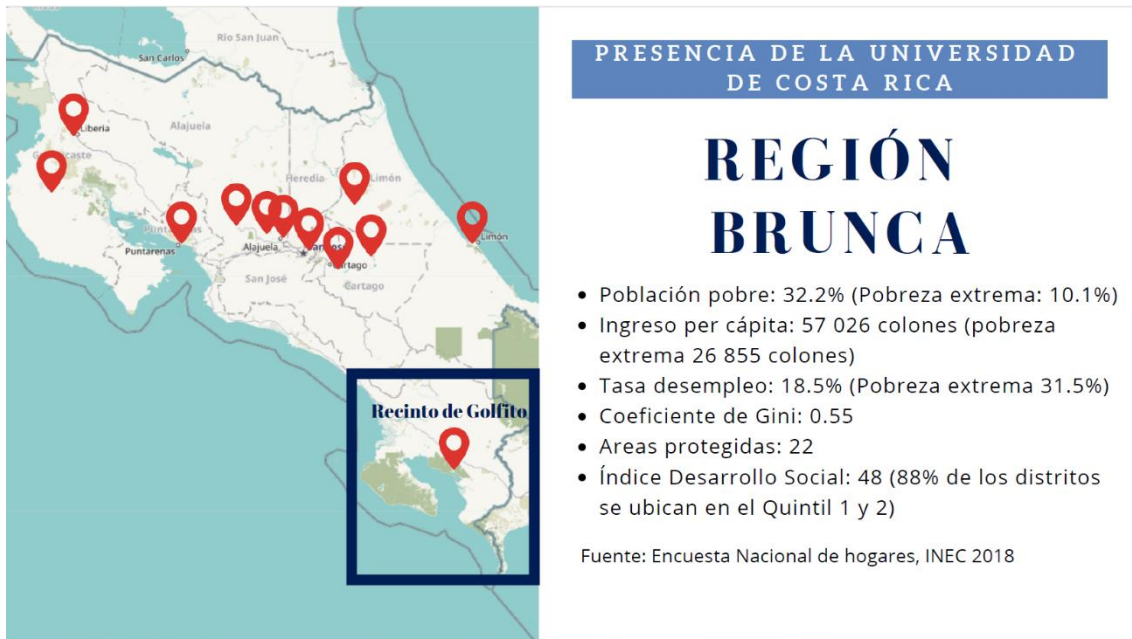 Río San Juan
San Carlos
Liberia
Alajuela
Heredia
Limón
Limón
Puntarenas
Alajuela
Cartago
San José
Cartago
Recinto de Golfito
PRESENCIA DE LA UNIVERSIDAD
DE COSTA RICA
REGIÓN
BRUNCA
• Población pobre: 32.2% (Pobreza extrema: 10.1%)
• Ingreso per cápita: 57 026 colones (pobreza
extrema 26 855 colones)
• Tasa desempleo: 18.5% (Pobreza extrema 31.5%)
• Coeficiente de Gini: 0.55
• Areas protegidas: 22
• Índice Desarrollo Social: 48 (88% de los distritos
se ubican en el Quintil 1 y 2)
Fuente: Encuesta Nacional de hogares, INEC 2018